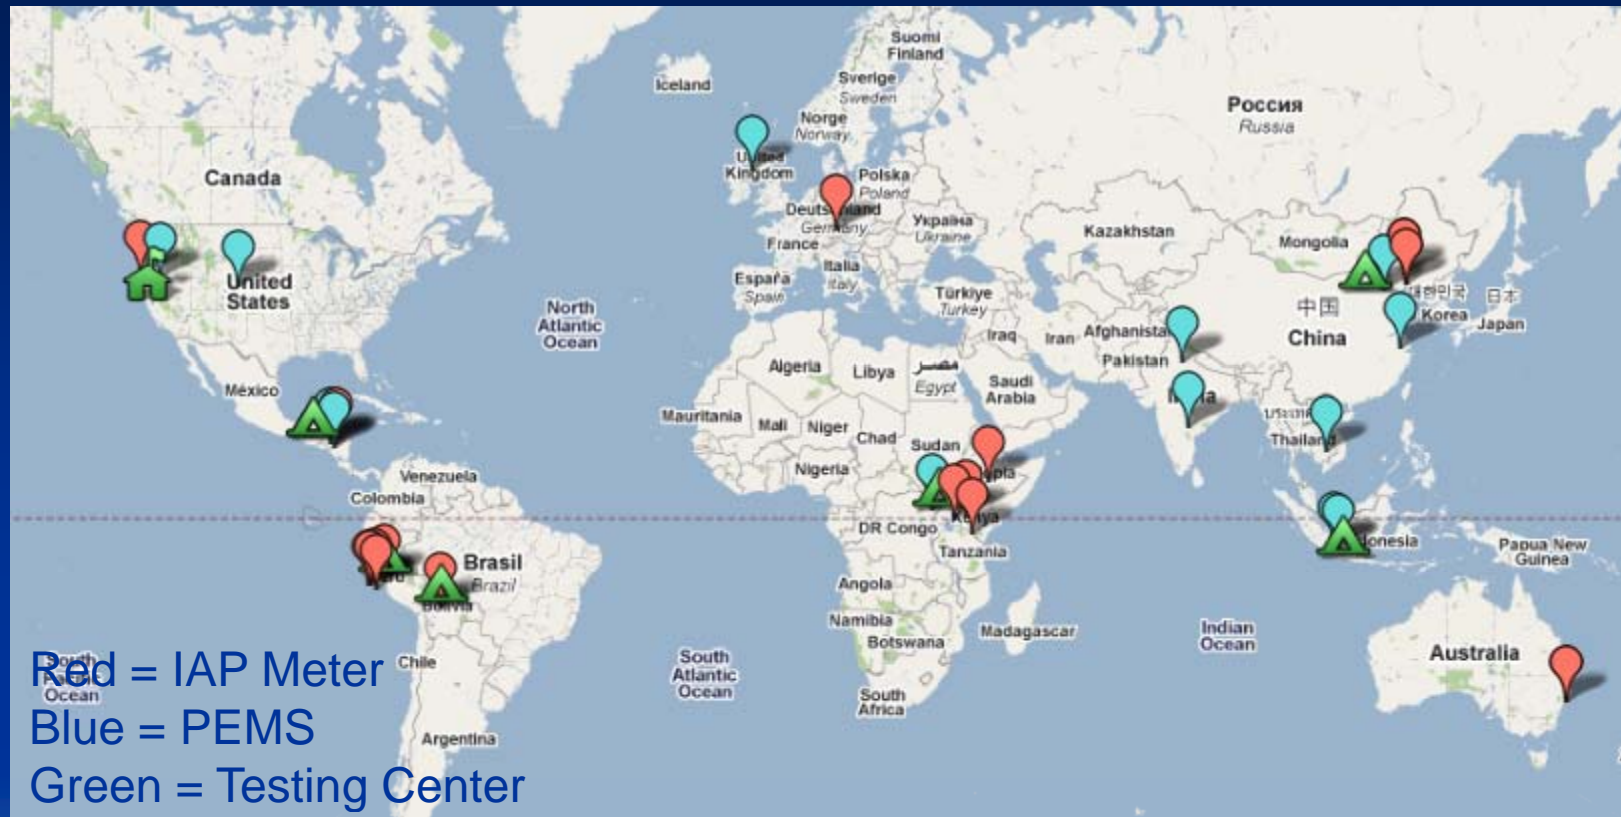 Suomi
Finland
Iceland
Sverige
Sweden
Россия
Russia
Norge
Norway
United
Kingdom
Canada
Polska
Poland
Deutschland
Germany
Україна
Ukraine
Kazakhstan
Mongolia
France
United
States
España
Spain
Italia
Italy
Türkiye
Turkey
中国
대한민국
Korea
日本
Japan
North
Atlantic
Ocean
Iraq
Iran
Afghanistan
Pakistan
China
Algeria
Libya
مصر
Egypt
Saudi
Arabia
México
India
Mauritania
Mali
Niger
Chad
Sudan
Thailand
Nigeria
Venezuela
Colombia
DR Congo
Kenya
Tanzania
Indonesia
Papua New
Guinea
Brasil
Brazil
Bolivia
Angola
Namibia
Botswana
Madagascar
Indian
Ocean
Australia
Chile
South
Atlantic
Ocean
South
Africa
Argentina
South
Ocean
Red = IAP Meter
Blue = PEMS
Green = Testing Center